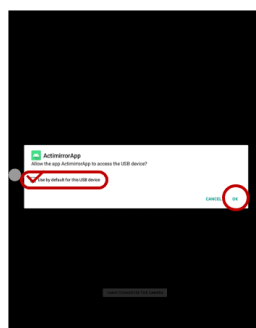 ActimirrorApp
Allow the app ActimirrorApp to access the USB device?
Use by default for this USB device
CANCEL OK